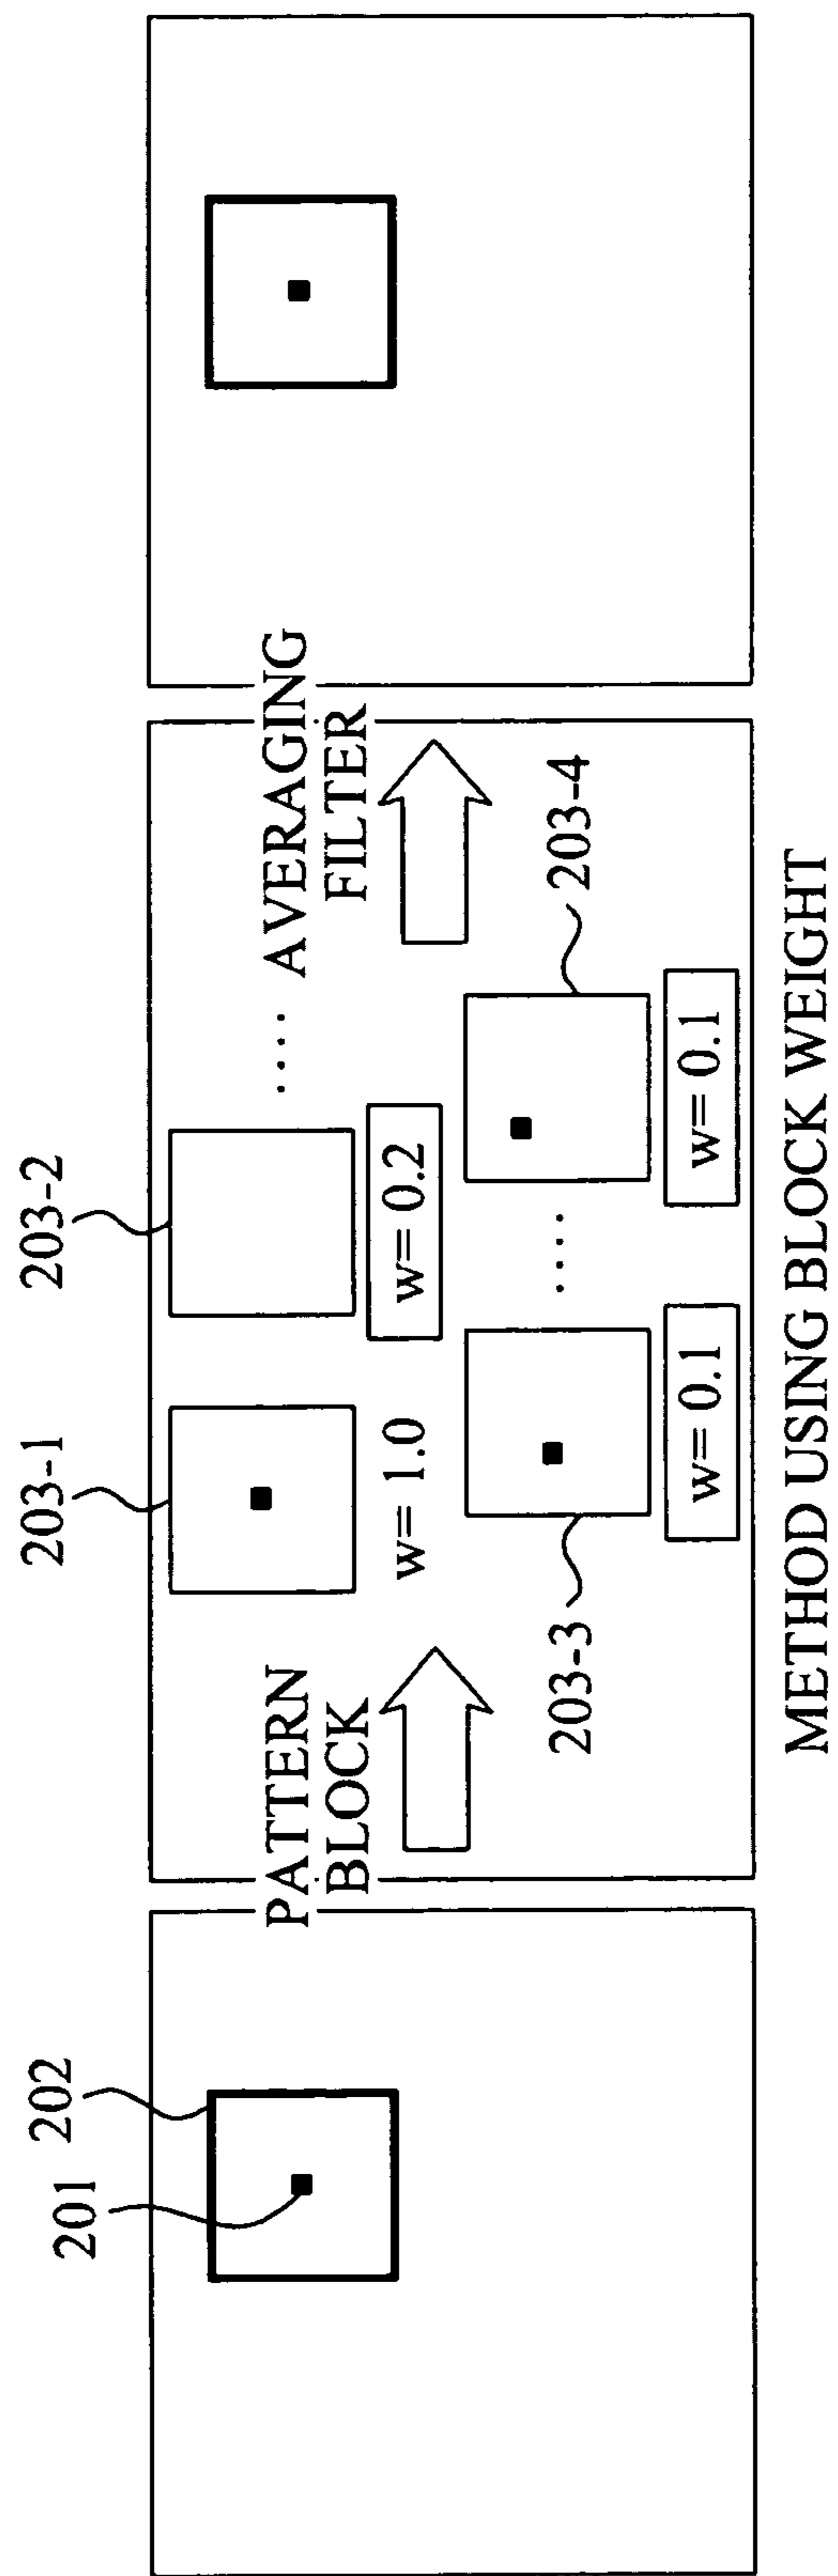 201
202
PATTERN
BLOCK
203-1
w= 1.0
203-2
w= 0.2
....
203-3
w= 0.1
....
203-4
w= 0.1
AVERAGING
FILTER
METHOD USING BLOCK WEIGHT